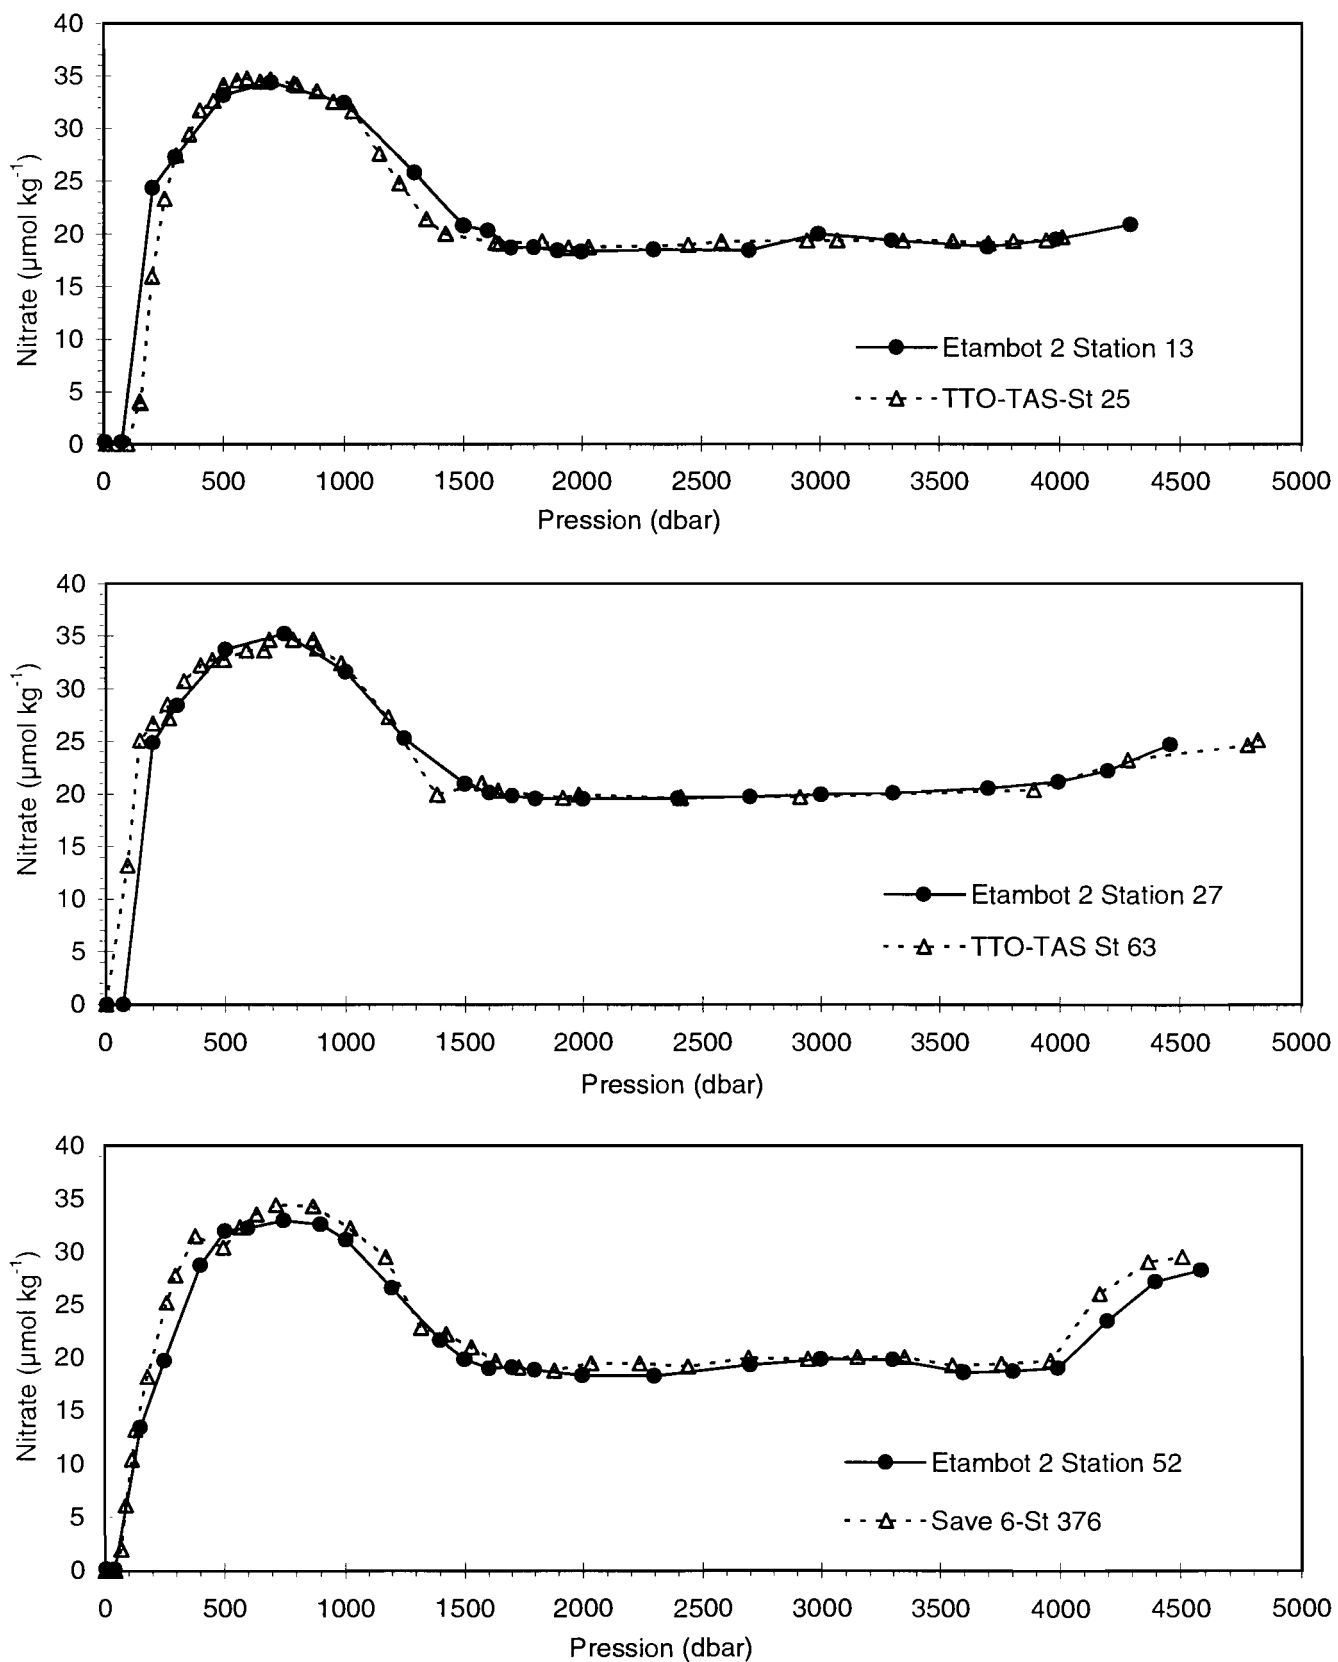 40
35
30
25
20
15
10
5
0
Nitrate (µmol kg⁻¹)
Etambot 2 Station 13
TTO-TAS-St 25
0 500 1000 1500 2000 2500 3000 3500 4000 4500 5000
Pression (dbar)
40
35
30
25
20
15
10
5
0
Nitrate (µmol kg⁻¹)
Etambot 2 Station 27
TTO-TAS St 63
0 500 1000 1500 2000 2500 3000 3500 4000 4500 5000
Pression (dbar)
40
35
30
25
20
15
10
5
0
Nitrate (µmol kg⁻¹)
Etambot 2 Station 52
Save 6-St 376
0 500 1000 1500 2000 2500 3000 3500 4000 4500 5000
Pression (dbar)